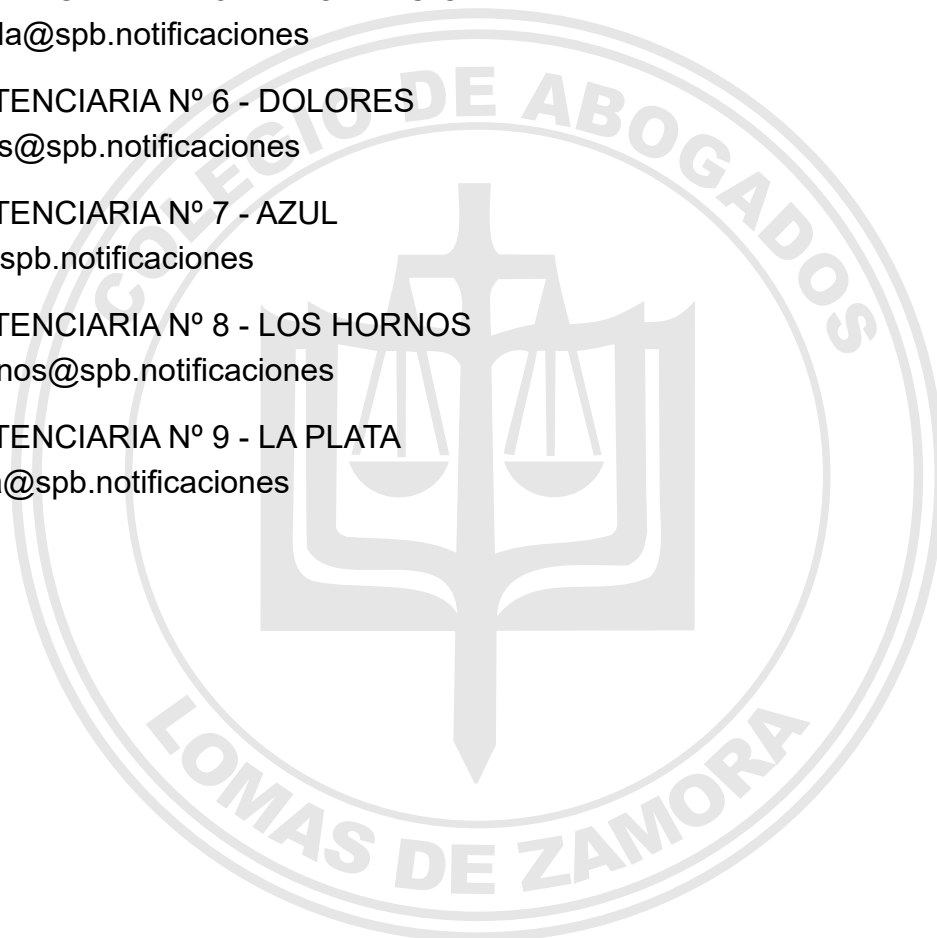 la@spb.notificaciones
TENCIARIA Nº 6 - DOLORES
s@spb.notificaciones
TENCIARIA Nº 7 - AZUL
spb.notificaciones
TENCIARIA Nº 8 - LOS HORNOS
nos@spb.notificaciones
TENCIARIA Nº 9 - LA PLATA
a@spb.notificaciones
COLEGIO DE ABOGADOS
LOMAS DE ZAMORA